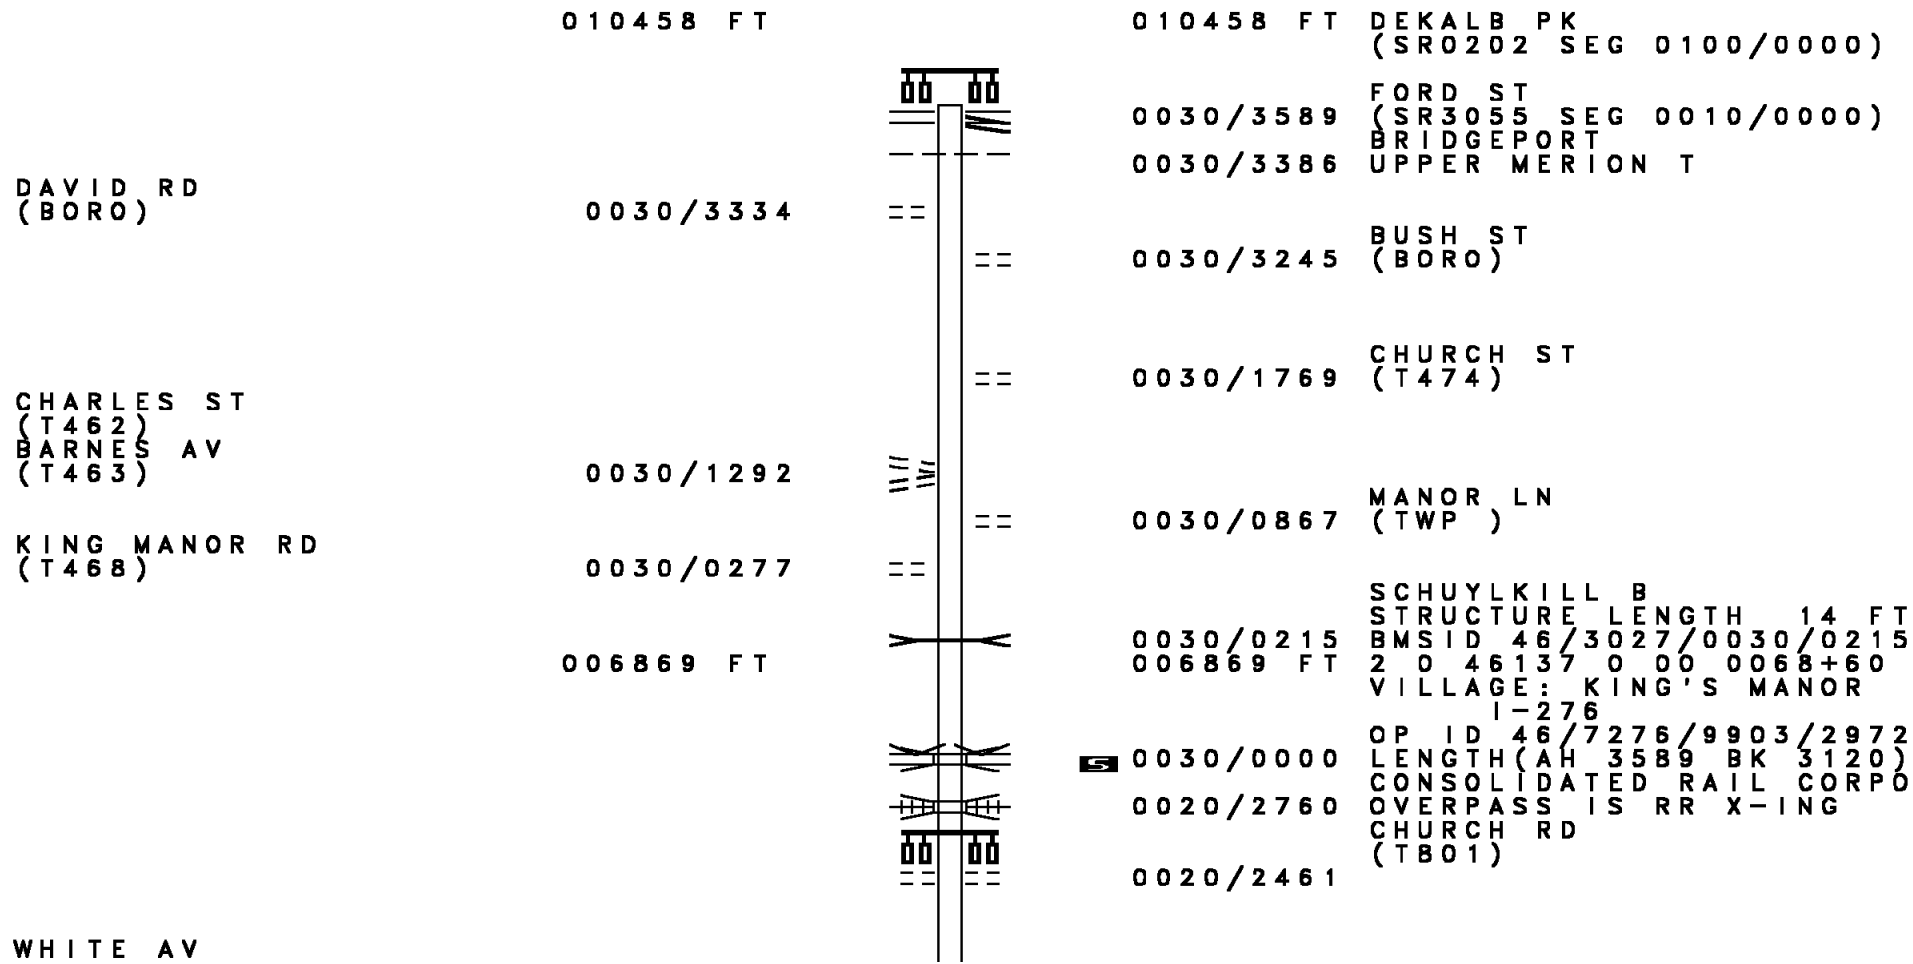 010458 FT 010458 FT DEKALB PK
(SR0202 SEG 0100/0000)
FORD ST
0030/3589 (SR3055 SEG 0010/0000)
BRIDGEPORT
0030/3386 UPPER MERION T
DAVID RD
(BORO) 0030/3334
BUSH ST
0030/3245 (BORO)
CHURCH ST
0030/1769 (T474)
CHARLES ST
(T462)
BARNES AV
(T463) 0030/1292
MANOR LN
0030/0867 (TWP )
KING MANOR RD
(T468) 0030/0277
SCHUYLKILL B
STRUCTURE LENGTH 14 FT
0030/0215 BMSID 46/3027/0030/0215
006869 FT 006869 FT 2 0 46137 0 00 0068+60
VILLAGE: KING'S MANOR
I-276
OP ID 46/7276/9903/2972
S 0030/0000 LENGTH(AH 3589 BK 3120)
CONSOLIDATED RAIL CORPO
0020/2760 OVERPASS IS RR X-ING
CHURCH RD
(T801)
0020/2461
WHITE AV